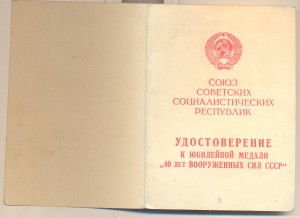 СОЮЗ
СОВЕТСКИХ
СОЦИАЛИСТИЧЕСКИХ
РЕСПУБЛИК
УДОСТОВЕРЕНИЕ
К ЮБИЛЕЙНОЙ МЕДАЛИ
„40 ЛЕТ ВООРУЖЕННЫХ СИЛ СССР“